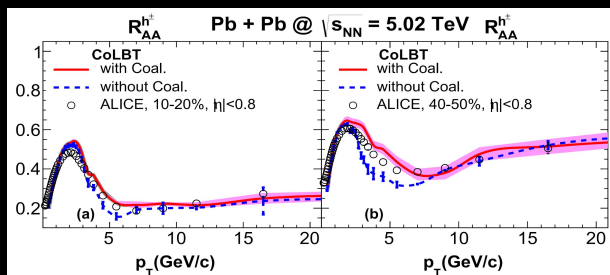 R_AA^h± Pb + Pb @ √s_NN = 5.02 TeV R_AA^h±
1
0.8
0.6
0.4
0.2
CoLBT
with Coal.
without Coal.
ALICE, 10-20%, |η|<0.8
(a)
0 5 10 15 20
p_T(GeV/c)
CoLBT
with Coal.
without Coal.
ALICE, 40-50%, |η|<0.8
(b)
0 5 10 15 20
p_T(GeV/c)